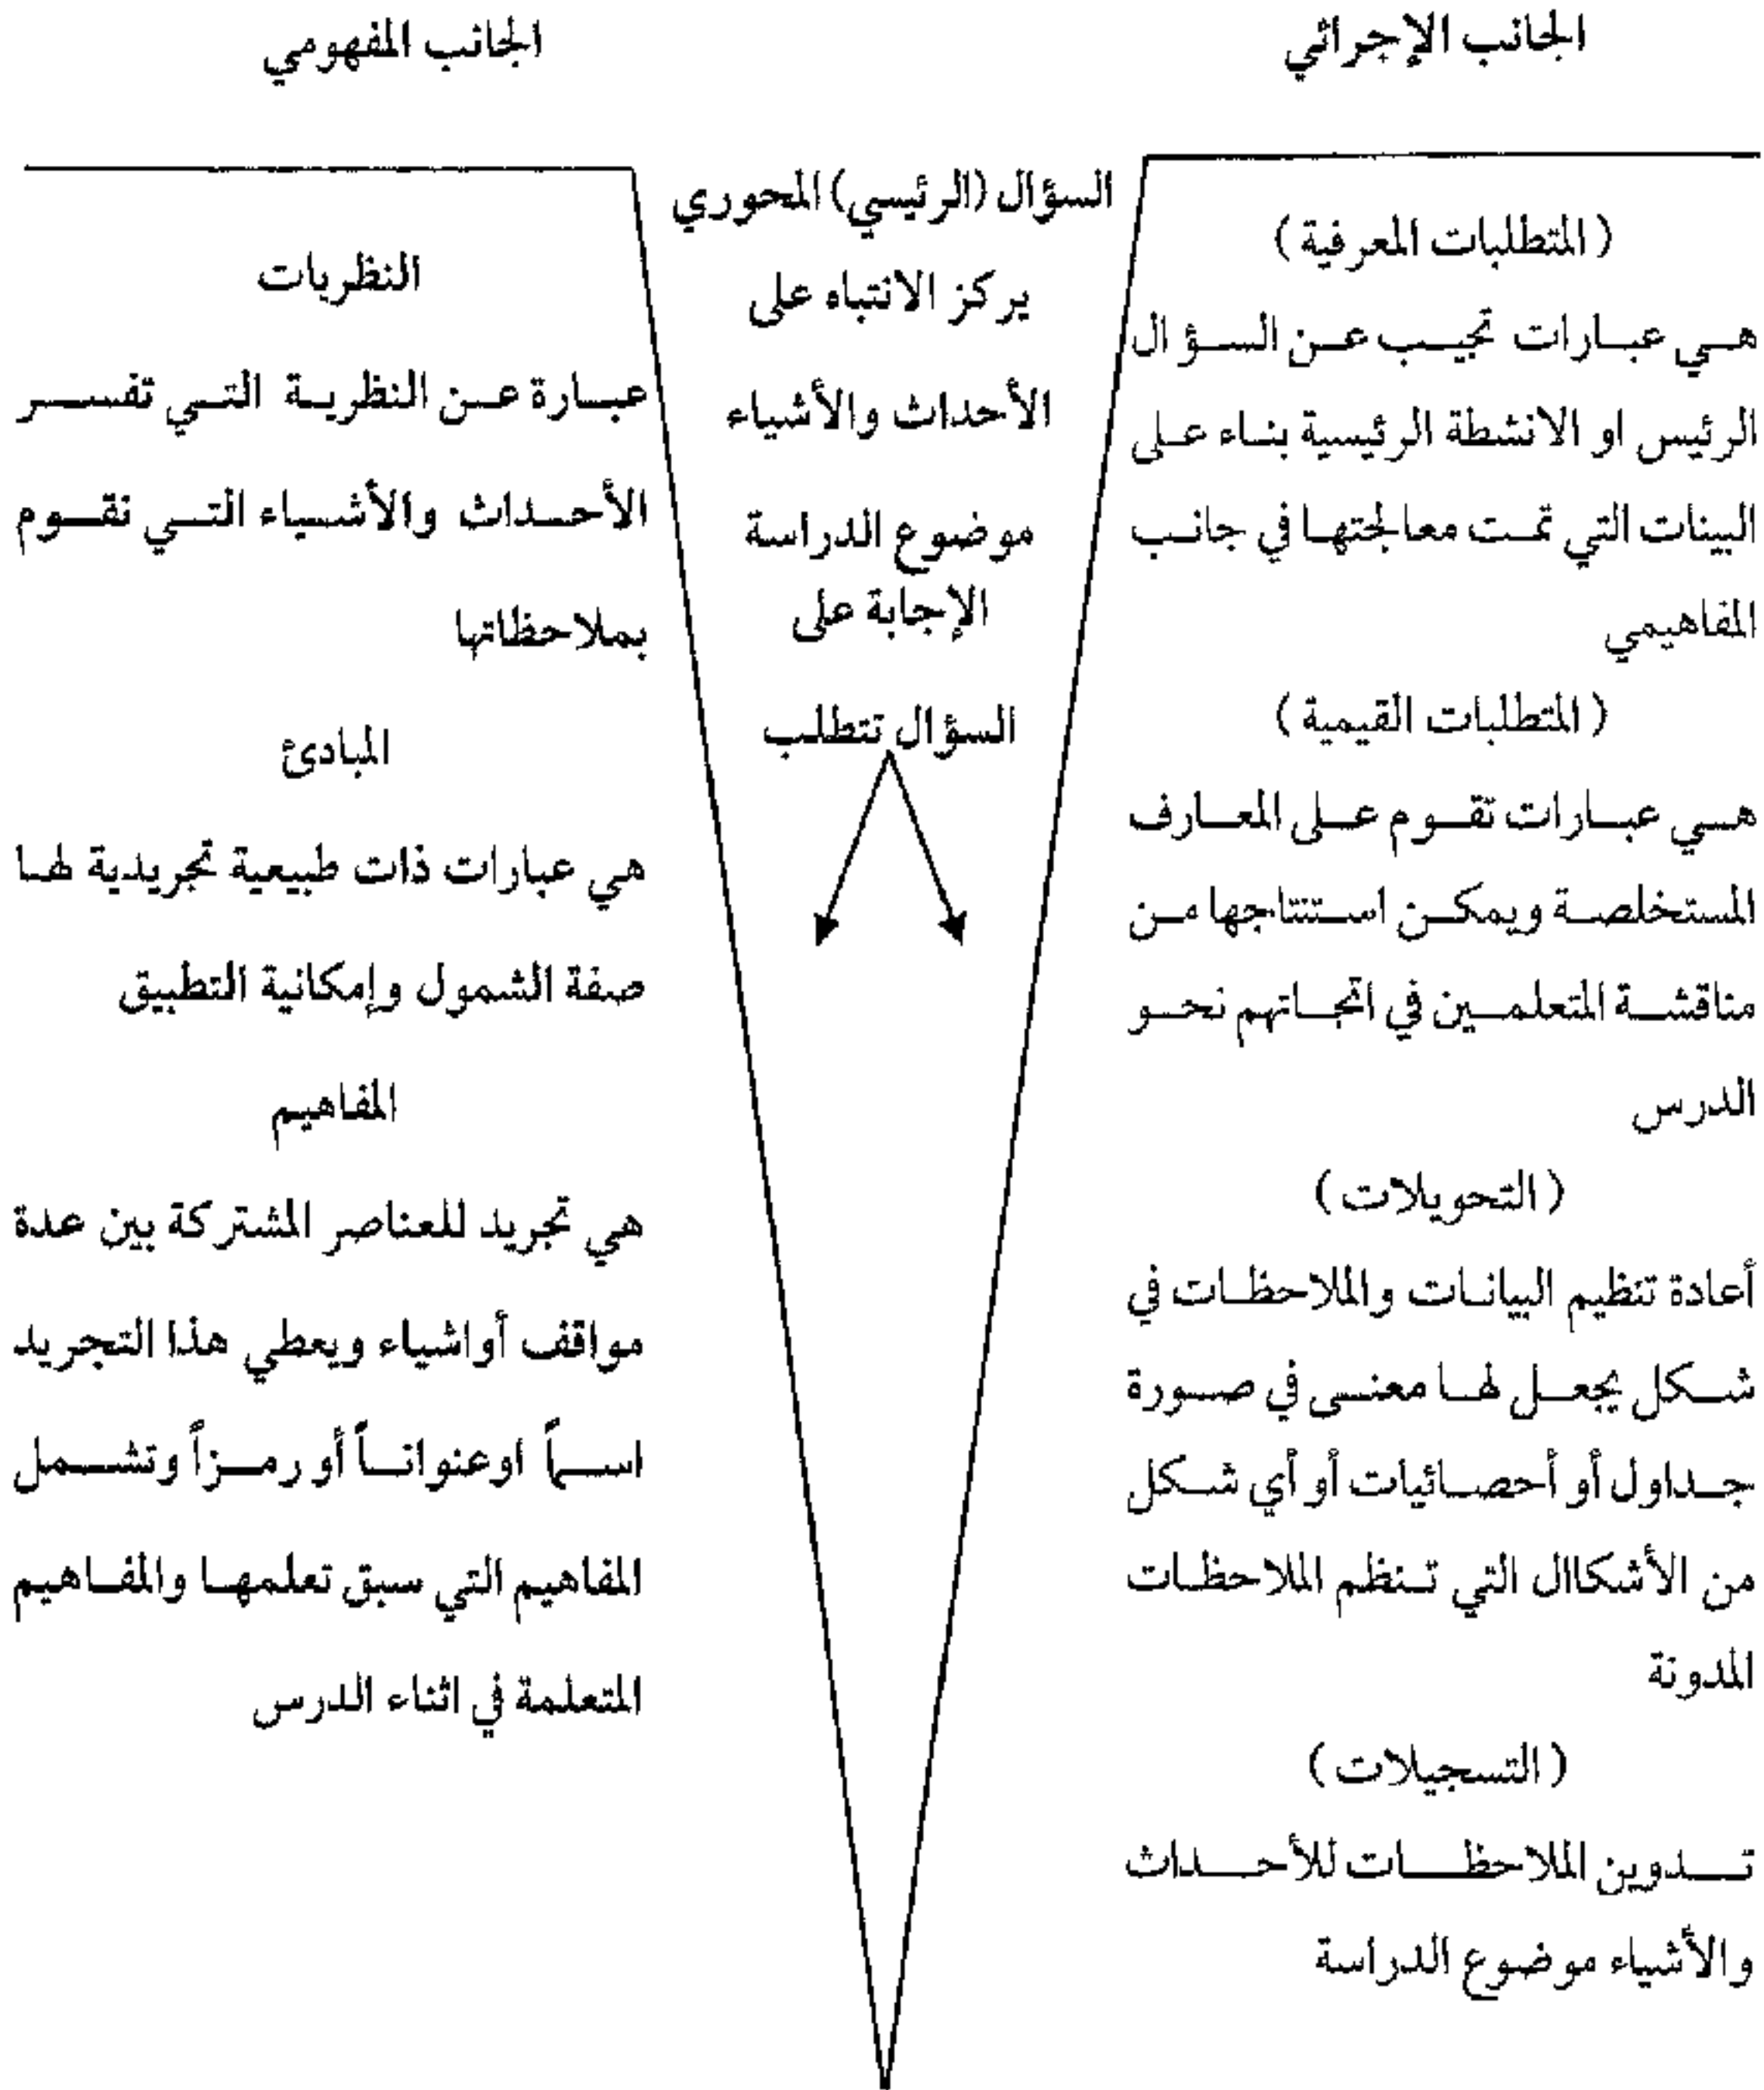 الجانب الإجرائي
(المتطلبات المعرفية)
هي عبارات تجيب عن السؤال
الرئيس او الانشطة الرئيسية بناء على
البينات التي تمت معالجتها في جانب
المفاهيمي
(المتطلبات القيمية)
هي عبارات تقوم على المعارف
المستخلصة ويمكن استنتاجها من
مناقشة المتعلمين في اتجاتهم نحو
الدرس
(التحويلات)
أعادة تنظيم البيانات والملاحظات في
شكل يجعل لها معنى في صورة
جداول أو أحصائيات أو أي شكل
من الأشكاال التي تنظم الملاحظات
المدونة
(التسجيلات)
تدوين الملاحظات للأحداث
والأشياء موضوع الدراسة
السؤال (الرئيسي) المحوري
يركز الانتباه على
الأحداث والأشياء
موضوع الدراسة
الإجابة على
السؤال تتطلب
الجانب المفهومي
النظريات
عبارة عن النظرية التي تفسر
الأحداث والأشياء التي نقوم
بملاحظاتها
المبادئ
هي عبارات ذات طبيعية تجريدية لها
صفة الشمول وإمكانية التطبيق
المفاهيم
هي تجريد للعناصر المشتركة بين عدة
مواقف أواشياء ويعطي هذا التجريد
اسماً اوعنواناً أو رمزاً وتشمل
المفاهيم التي سبق تعلمها والمفاهيم
المتعلمة في اثناء الدرس